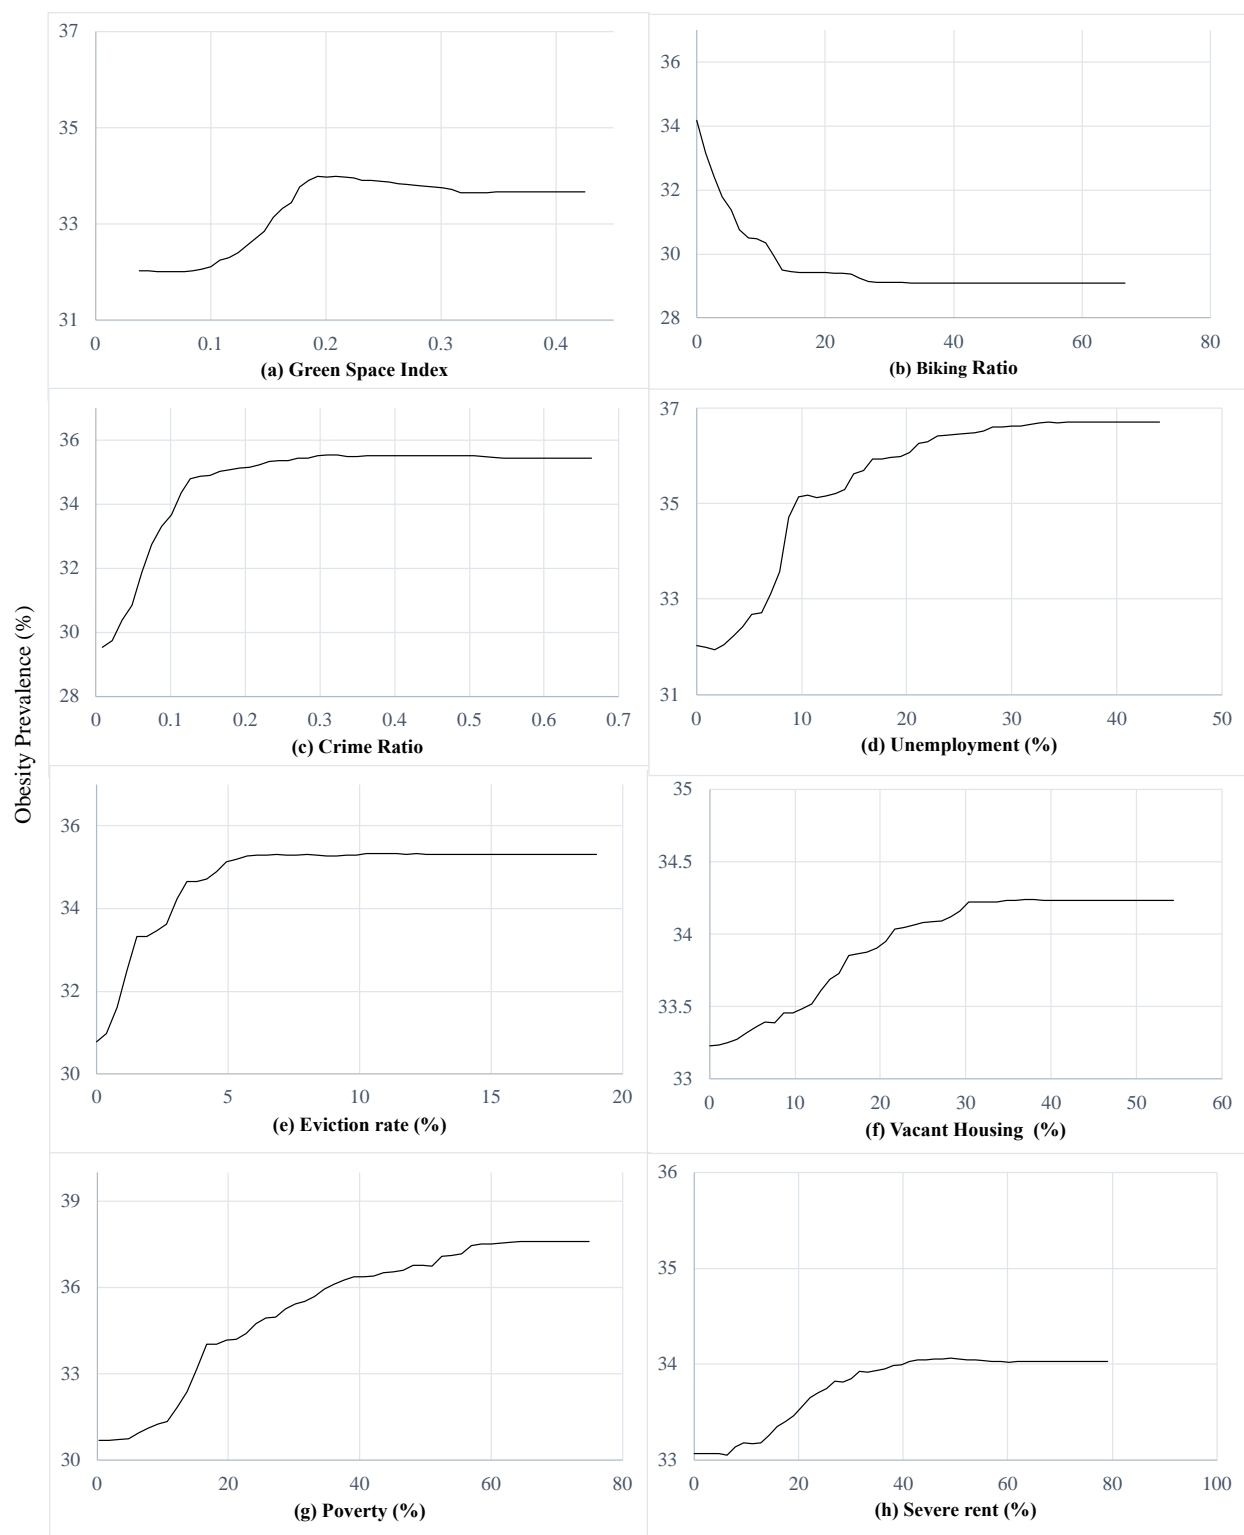 Obesity Prevalence (%)
37
35
33
31
0 0.1 0.2 0.3 0.4
(a) Green Space Index
36
34
32
30
28
0 20 40 60 80
(b) Biking Ratio
36
34
32
30
28
0 0.1 0.2 0.3 0.4 0.5 0.6 0.7
(c) Crime Ratio
37
35
33
31
0 10 20 30 40 50
(d) Unemployment (%)
36
34
32
30
0 5 10 15 20
(e) Eviction rate (%)
35
34.5
34
33.5
33
0 10 20 30 40 50 60
(f) Vacant Housing (%)
39
36
33
30
0 20 40 60 80
(g) Poverty (%)
36
35
34
33
0 20 40 60 80 100
(h) Severe rent (%)